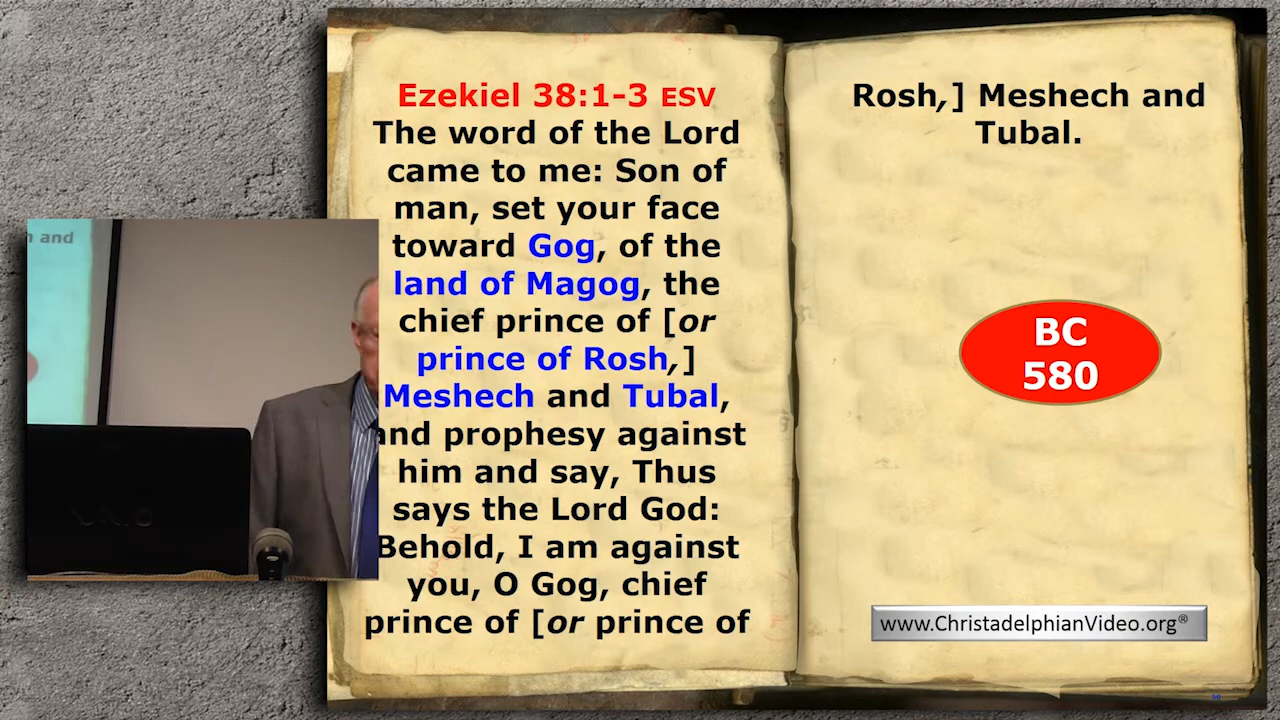 Ezekiel 38:1-3 ESV
The word of the Lord
came to me: Son of
man, set your face
toward Gog, of the
land of Magog, the
chief prince of [or
prince of Rosh,]
Meshech and Tubal,
and prophesy against
him and say, Thus
says the Lord God:
Behold, I am against
you, O Gog, chief
prince of [or prince of
Rosh,] Meshech and
Tubal.
BC
580
www.ChristadelphianVideo.org®
and
VAIO